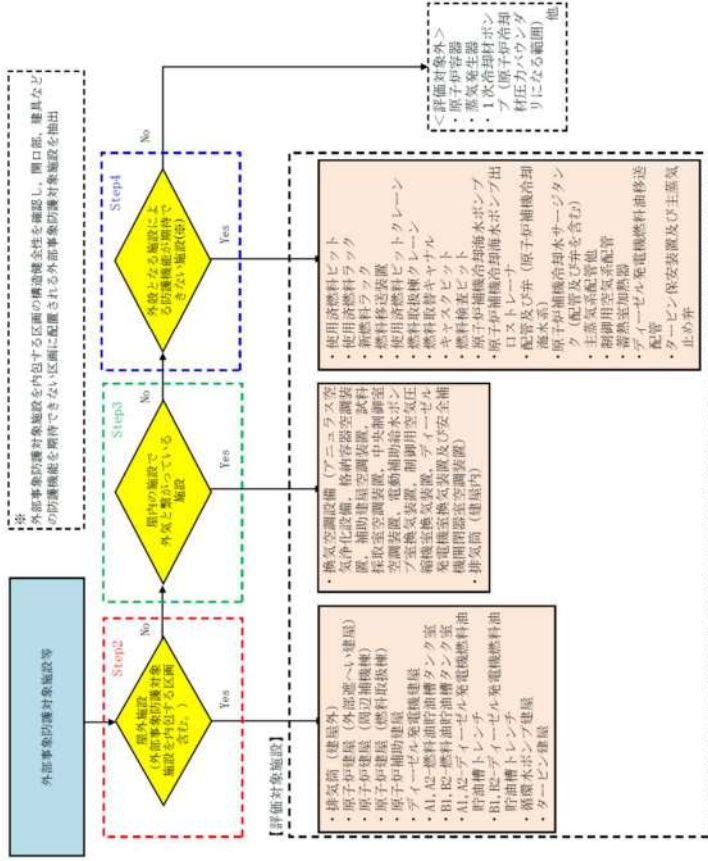 外部事象防護対象施設等
※
外部事象防護対象施設を内包する区画の構造健全性を確認し，開口部，建具など
の防護機能を期待できない区画に配置される外部事象防護対象施設を抽出
Step2
屋外施設
(外部事象防護対象
施設を内包する区画
含む。)
No
Yes
Step3
屋内の施設で
外気と繋がっている
施設
No
Yes
Step4
外殻となる施設によ
る防護機能が期待で
きない施設(※)
No
Yes
<評価対象外>
・原子炉容器
・蒸気発生器
・１次冷却材ポン
プ（原子炉冷却
材圧力バウンダ
リになる範囲）
他
【評価対象施設】
・排気筒（建屋外）
・原子炉建屋（外部遮へい建屋）
・原子炉建屋（周辺補機棟）
・原子炉建屋（燃料取扱棟）
・原子炉補助建屋
・ディーゼル発電機建屋
・A1, A2-燃料油貯油槽タンク室
・B1, B2-燃料油貯油槽タンク室
・A1, A2-ディーゼル発電機燃料油
貯油槽トレンチ
・B1, B2-ディーゼル発電機燃料油
貯油槽トレンチ
・循環水ポンプ建屋
・タービン建屋
・換気空調設備（アニュラス空
気浄化設備，格納容器空調装
置，補助建屋空調装置，試料
採取室空調装置，中央制御室
空調装置，電動補助給水ポン
プ室換気装置，制御用空気圧
縮機室換気装置，ディーゼル
発電機室換気装置及び安全補
機開閉器室空調装置）
・排気筒（建屋内）
・使用済燃料ピット
・使用済燃料ラック
・新燃料ラック
・燃料移送装置
・使用済燃料ピットクレーン
・燃料取扱棟クレーン
・燃料取替キャナル
・キャスクピット
・燃料検査ピット
・原子炉補機冷却海水ポンプ
・原子炉補機冷却海水ポンプ出
口ストレーナ
・配管及び弁（原子炉補機冷却
海水系）
・原子炉補機冷却水サージタン
ク（配管及び弁を含む）
・主蒸気系配管他
・制御用空気系配管
・蓄熱室加熱器
・ディーゼル発電機燃料油移送
配管
・タービン保安装置及び主蒸気
止め弁